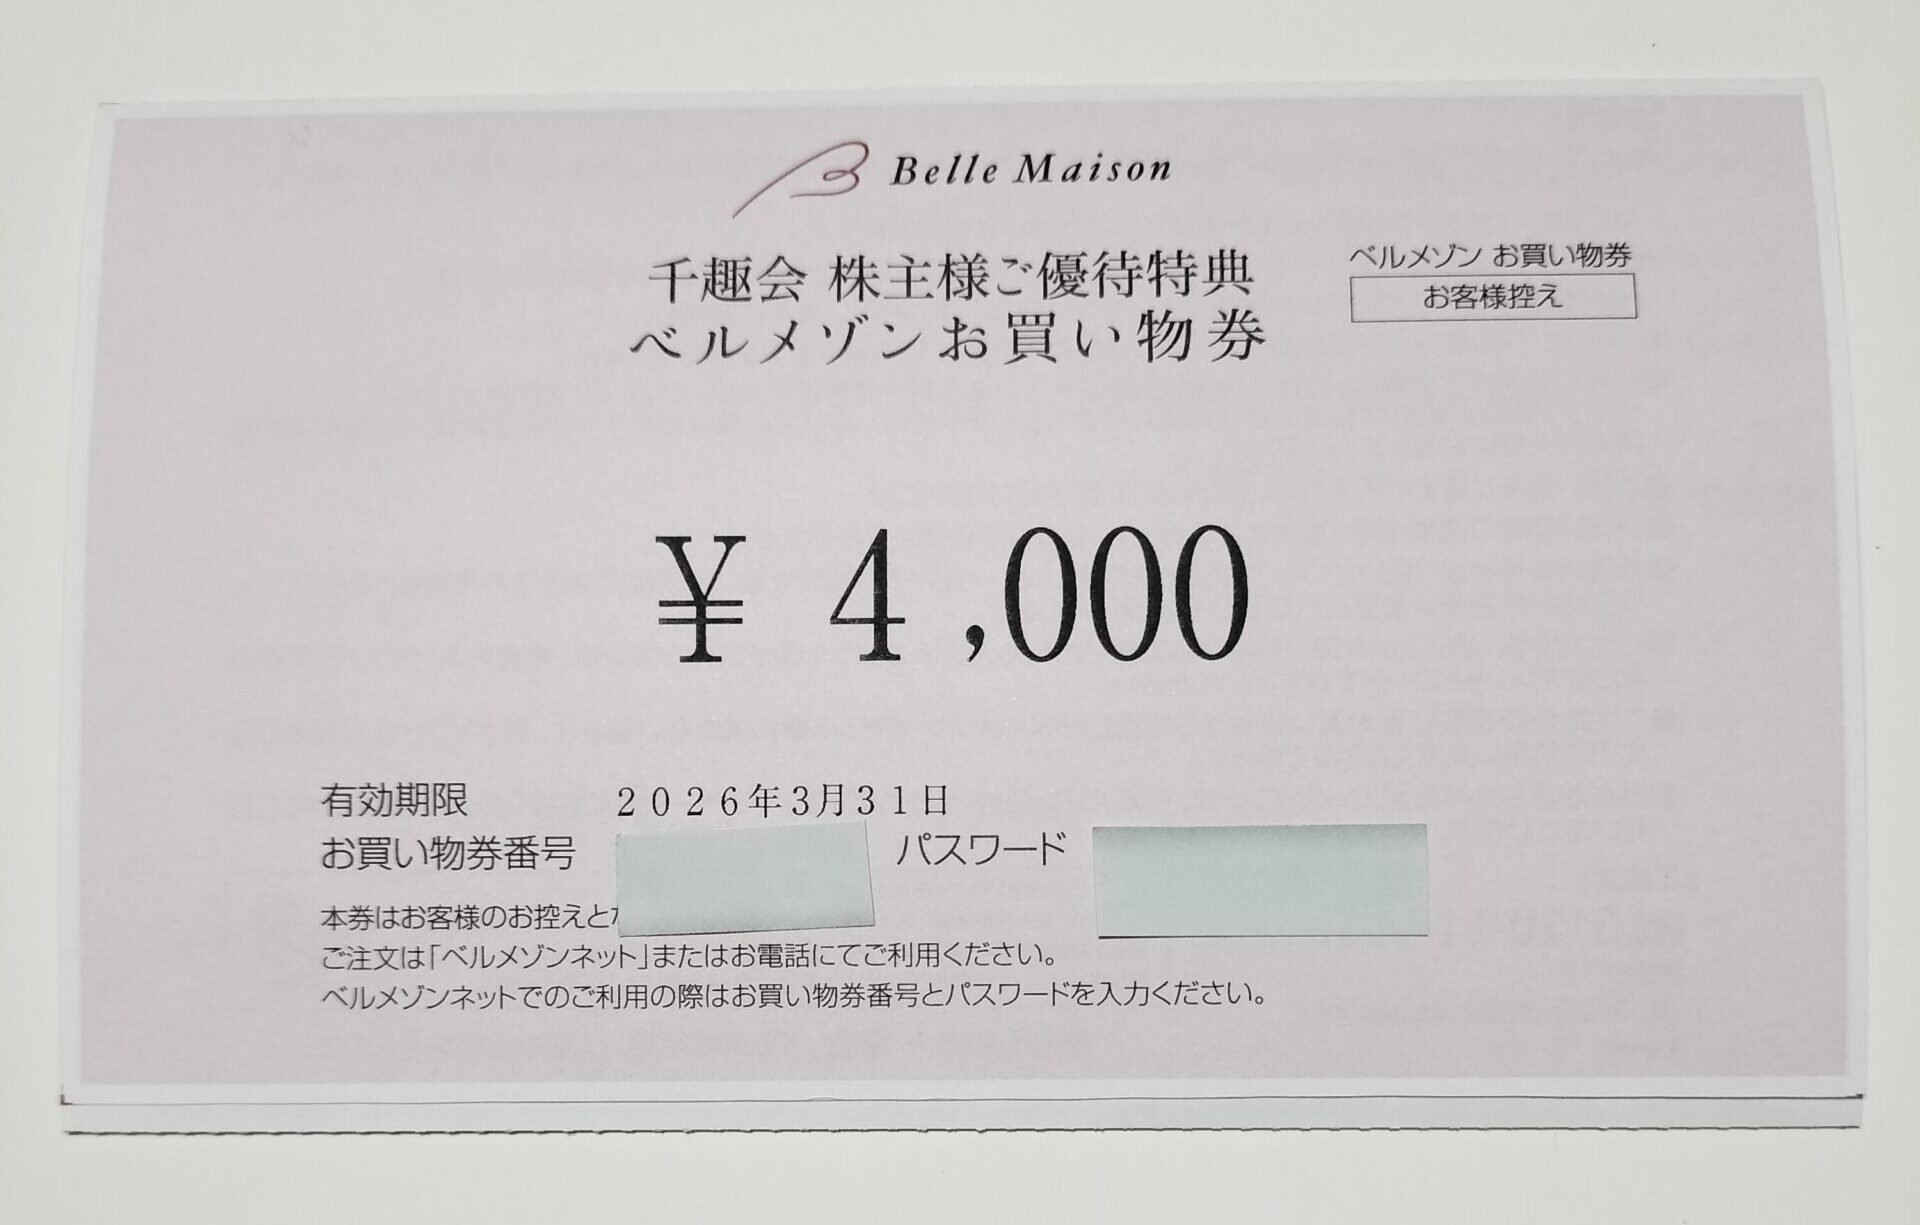 Belle Maison
千趣会 株主様ご優待特典
ベルメゾンお買い物券
ベルメゾン お買い物券
お客様控え
¥ 4,000
有効期限 2026年3月31日
お買い物券番号 パスワード
本券はお客様のお控えと
ご注文は「ベルメゾンネット」またはお電話にてご利用ください。
ベルメゾンネットでのご利用の際はお買い物券番号とパスワードを入力ください。